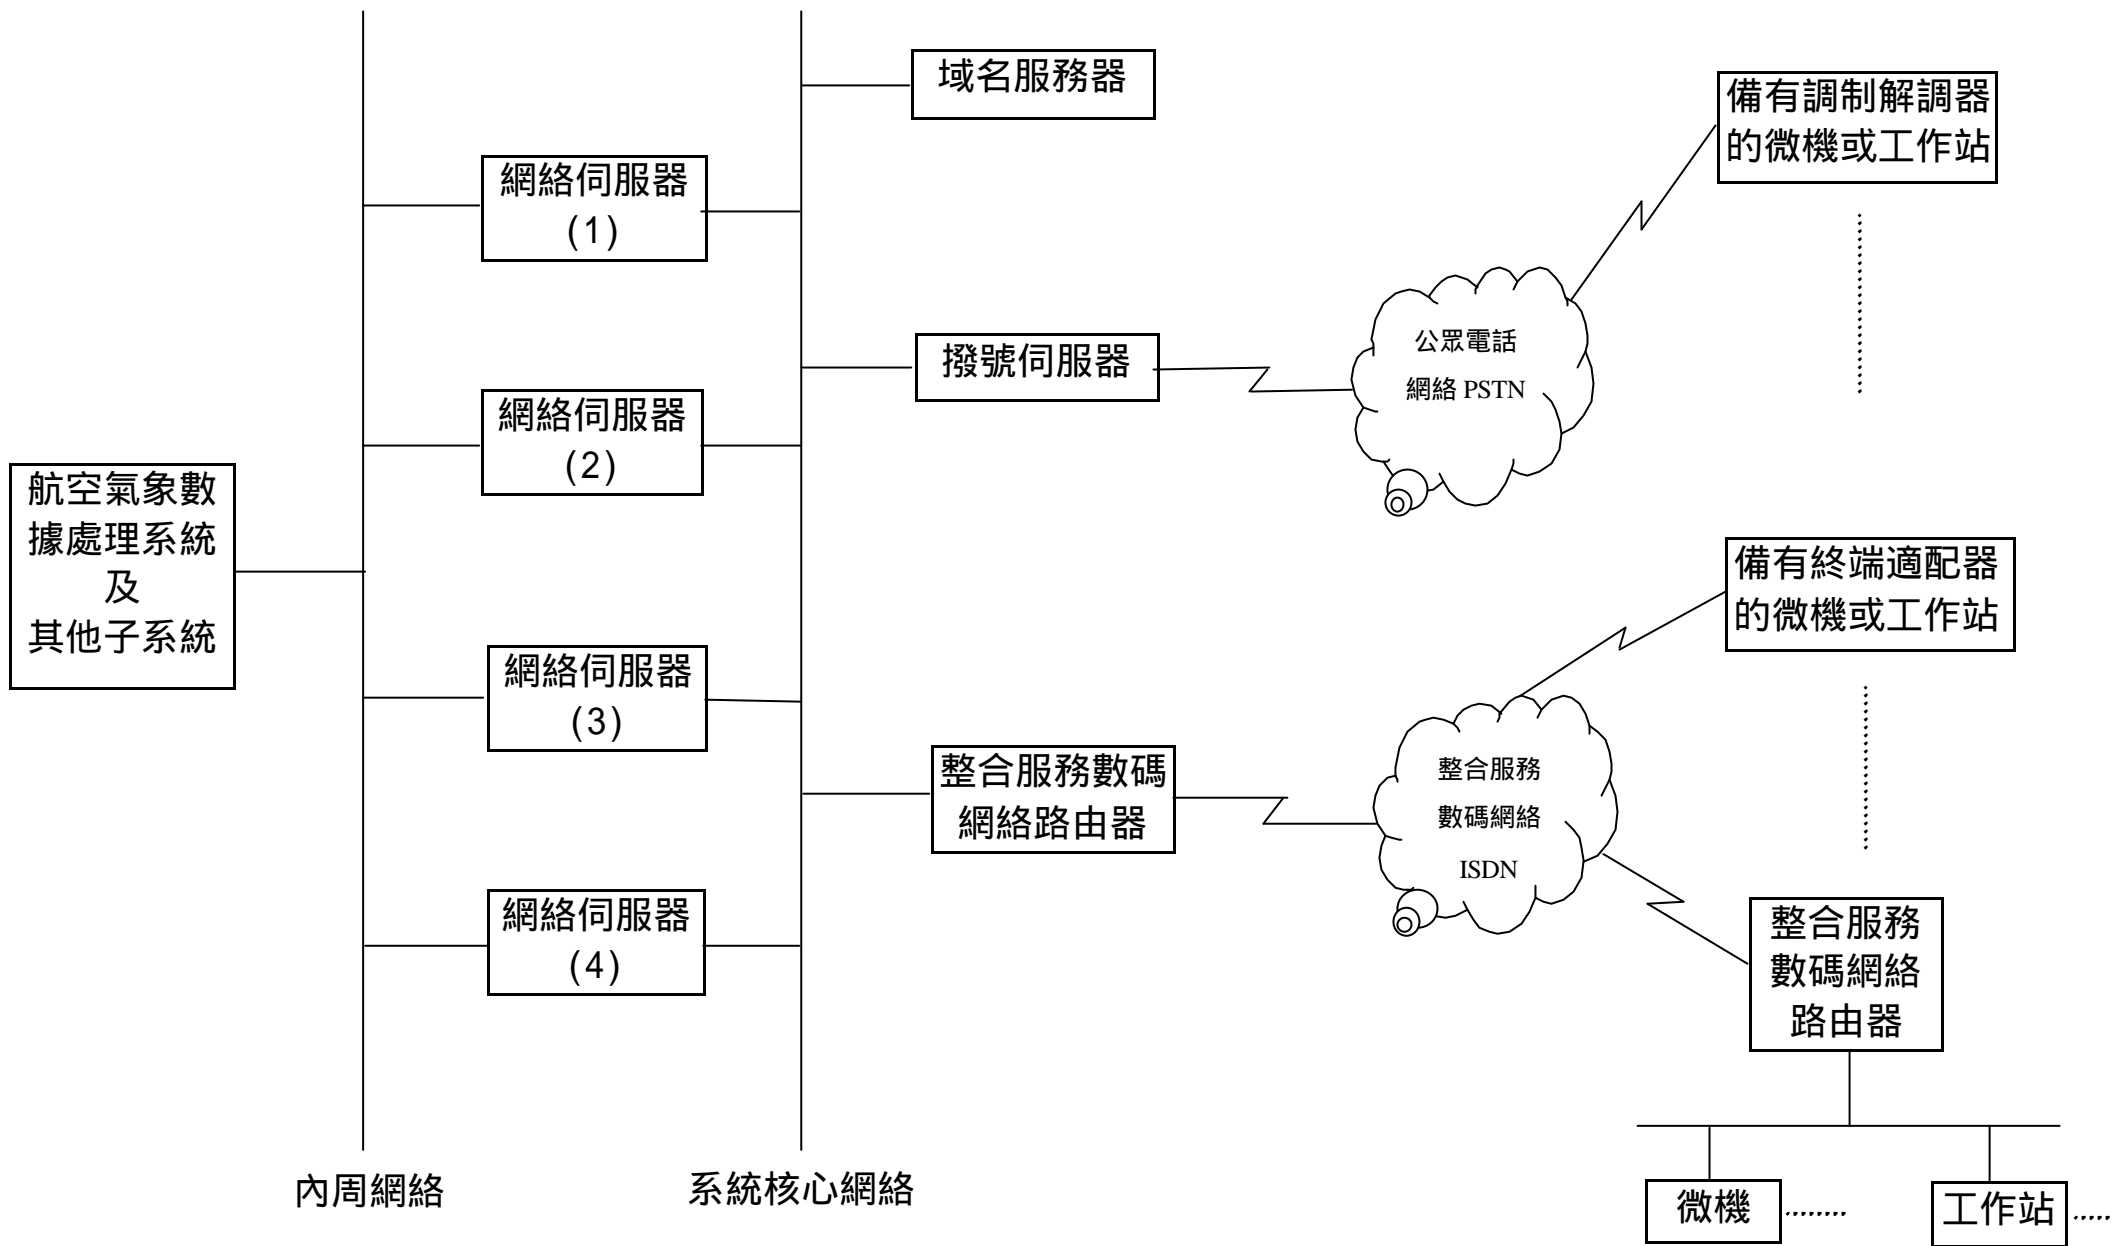 航空氣象數
據處理系統
及
其他子系統
網絡伺服器
(1)
網絡伺服器
(2)
網絡伺服器
(3)
網絡伺服器
(4)
內周網絡
系統核心網絡
域名服務器
撥號伺服器
整合服務數碼
網絡路由器
公眾電話
網絡 PSTN
整合服務
數碼網絡
ISDN
備有調制解調器
的微機或工作站
備有終端適配器
的微機或工作站
整合服務
數碼網絡
路由器
微機
工作站